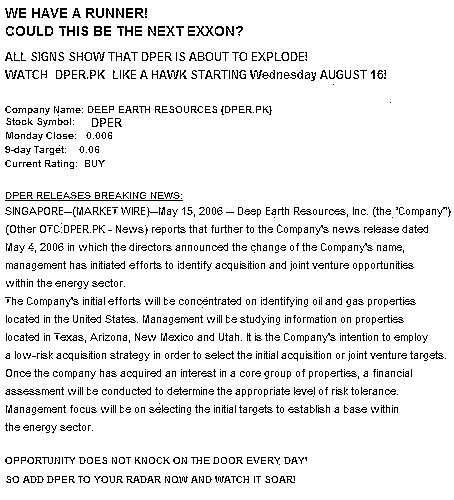 WE HAVE A RUNNER!
COULD THIS BE THE NEXT EXXON?
ALL SIGNS SHOW THAT DPER IS ABOUT TO EXPLODE!
WATCH DPER.PK LIKE A HAWK STARTING Wednesday AUGUST 16!
Company Name: DEEP EARTH RESOURCES (DPER.PK)
Stock Symbol: DPER
Monday Close: 0.006
9-day Target: 0.06
Current Rating: BUY
DPER RELEASES BREAKING NEWS:
SINGAPORE--(MARKET WIRE)--May 15, 2006 -- Deep Earth Resources, Inc. (the "Company")
(Other OTC:DPER.PK - News) reports that further to the Company's news release dated
May 4, 2006 in which the directors announced the change of the Company's name,
management has initiated efforts to identify acquisition and joint venture opportunities
within the energy sector.
The Company's initial efforts will be concentrated on identifying oil and gas properties
located in the United States. Management will be studying information on properties
located in Texas, Arizona, New Mexico and Utah. It is the Company's intention to employ
a low-risk acquisition strategy in order to select the initial acquisition or joint venture targets.
Once the company has acquired an interest in a core group of properties, a financial
assessment will be conducted to determine the appropriate level of risk tolerance.
Management focus will be on selecting the initial targets to establish a base within
the energy sector.
OPPORTUNITY DOES NOT KNOCK ON THE DOOR EVERY DAY!
SO ADD DPER TO YOUR RADAR NOW AND WATCH IT SOAR!